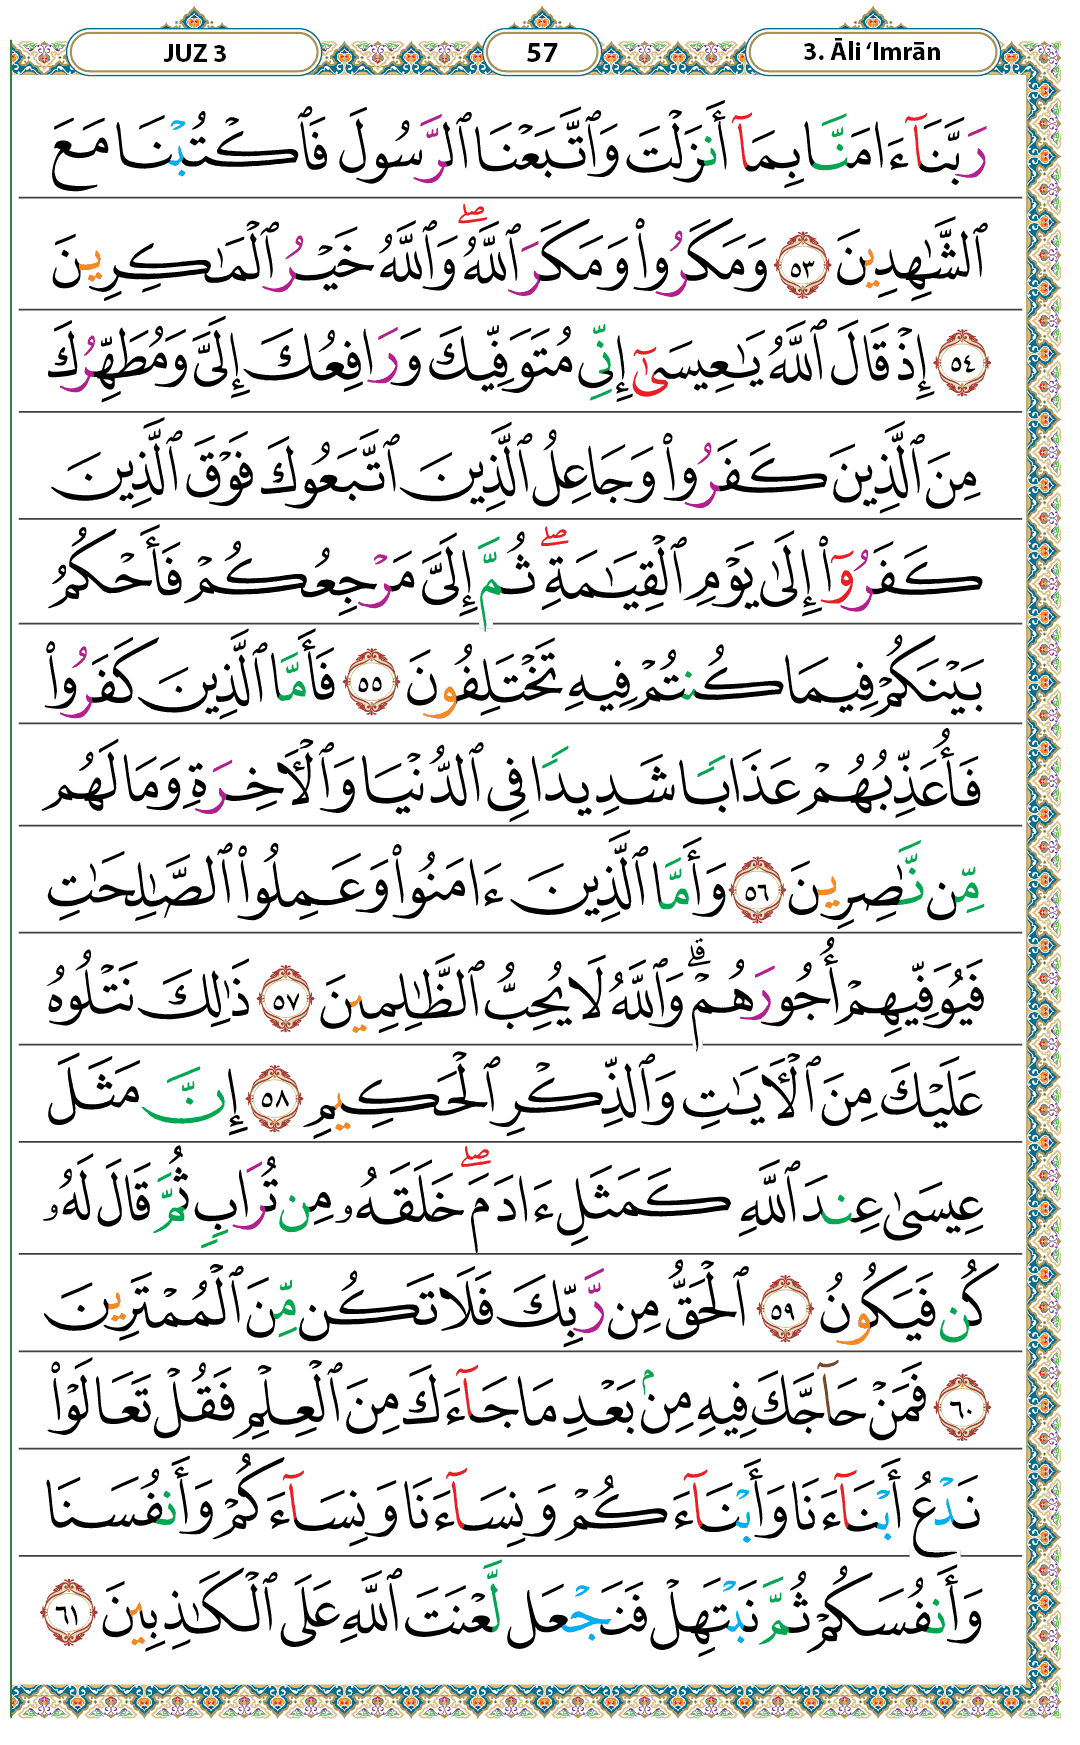 JUZ 3 57 3. Āli ‘Imrān
رَبَّنَآ ءَامَنَّا بِمَآ أَنزَلْتَ وَٱتَّبَعْنَا ٱلرَّسُولَ فَٱكْتُبْنَا مَعَ
ٱلشَّٰهِدِينَ ٥٣ وَمَكَرُوا۟ وَمَكَرَ ٱللَّهُ ۖ وَٱللَّهُ خَيْرُ ٱلْمَٰكِرِينَ
٥٤ إِذْ قَالَ ٱللَّهُ يَٰعِيسَىٰٓ إِنِّى مُتَوَفِّيكَ وَرَافِعُكَ إِلَىَّ وَمُطَهِّرُكَ
مِنَ ٱلَّذِينَ كَفَرُوا۟ وَجَاعِلُ ٱلَّذِينَ ٱتَّبَعُوكَ فَوْقَ ٱلَّذِينَ
كَفَرُوٓا۟ إِلَىٰ يَوْمِ ٱلْقِيَٰمَةِ ۖ ثُمَّ إِلَىَّ مَرْجِعُكُمْ فَأَحْكُمُ
بَيْنَكُمْ فِيمَا كُنتُمْ فِيهِ تَخْتَلِفُونَ ٥٥ فَأَمَّا ٱلَّذِينَ كَفَرُوا۟
فَأُعَذِّبُهُمْ عَذَابًا شَدِيدًا فِى ٱلدُّنْيَا وَٱلْأَخِرَةِ وَمَا لَهُم
مِّن نَّٰصِرِينَ ٥٦ وَأَمَّا ٱلَّذِينَ ءَامَنُوا۟ وَعَمِلُوا۟ ٱلصَّٰلِحَٰتِ
فَيُوَفِّيهِمْ أُجُورَهُمْ ۗ وَٱللَّهُ لَا يُحِبُّ ٱلظَّٰلِمِينَ ٥٧ ذَٰلِكَ نَتْلُوهُ
عَلَيْكَ مِنَ ٱلْأَيَٰتِ وَٱلذِّكْرِ ٱلْحَكِيمِ ٥٨ إِنَّ مَثَلَ
عِيسَىٰ عِندَ ٱللَّهِ كَمَثَلِ ءَادَمَ ۖ خَلَقَهُۥ مِن تُرَابٍ ثُمَّ قَالَ لَهُۥ
كُن فَيَكُونُ ٥٩ ٱلْحَقُّ مِن رَّبِّكَ فَلَا تَكُن مِّنَ ٱلْمُمْتَرِينَ
٦٠ فَمَنْ حَآجَّكَ فِيهِ مِنۢ بَعْدِ مَا جَآءَكَ مِنَ ٱلْعِلْمِ فَقُلْ تَعَالَوْا۟
نَدْعُ أَبْنَآءَنَا وَأَبْنَآءَكُمْ وَنِسَآءَنَا وَنِسَآءَكُمْ وَأَنفُسَنَا
وَأَنفُسَكُمْ ثُمَّ نَبْتَهِلْ فَنَجْعَل لَّعْنَتَ ٱللَّهِ عَلَى ٱلْكَٰذِبِينَ ٦١